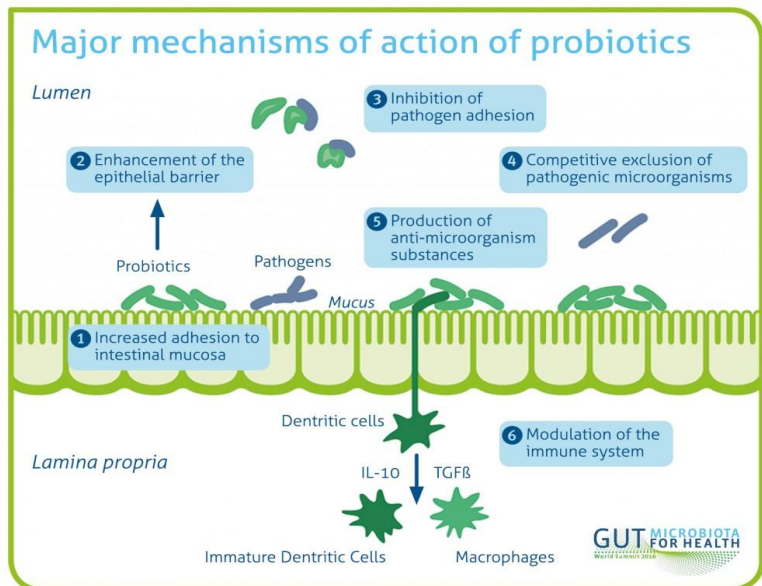 Major mechanisms of action of probiotics
Lumen
3 Inhibition of
pathogen adhesion
2 Enhancement of the
epithelial barrier
4 Competitive exclusion of
pathogenic microorganisms
5 Production of
anti-microorganism
substances
Probiotics
Pathogens
Mucus
1 Increased adhesion to
intestinal mucosa
Dentritic cells
6 Modulation of the
immune system
Lamina propria
IL-10
TGFß
Immature Dentritic Cells
Macrophages
GUT MICROBIOTA
FOR HEALTH
World Summit 2016